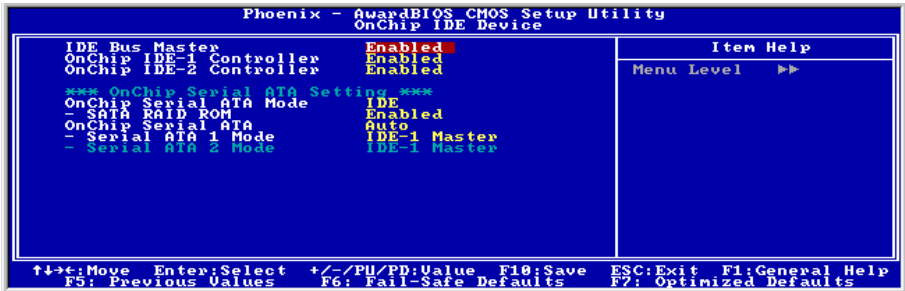 Phoenix - AwardBIOS CMOS Setup Utility
OnChip IDE Device
IDE Bus Master Enabled
OnChip IDE-1 Controller Enabled
OnChip IDE-2 Controller Enabled
*** OnChip Serial ATA Setting ***
OnChip Serial ATA Mode IDE
- SATA RAID ROM Enabled
OnChip Serial ATA Auto
- Serial ATA 1 Mode IDE-1 Master
- Serial ATA 2 Mode IDE-1 Master
Item Help
Menu Level ▶▶
↑↓→←:Move Enter:Select +/-/PU/PD:Value F10:Save ESC:Exit F1:General Help
F5: Previous Values F6: Fail-Safe Defaults F7: Optimized Defaults